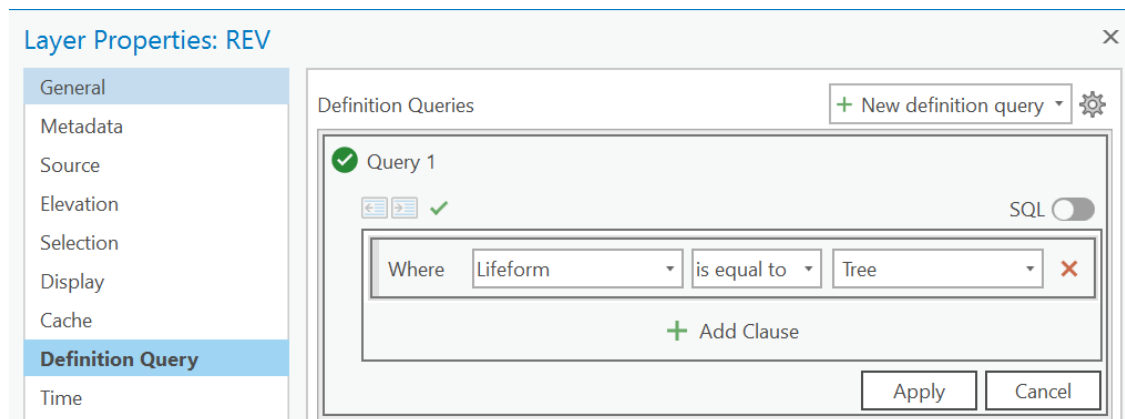 Layer Properties: REV
General
Metadata
Source
Elevation
Selection
Display
Cache
Definition Query
Time
Definition Queries
New definition query
Query 1
SQL
Where Lifeform is equal to Tree
Add Clause
Apply Cancel